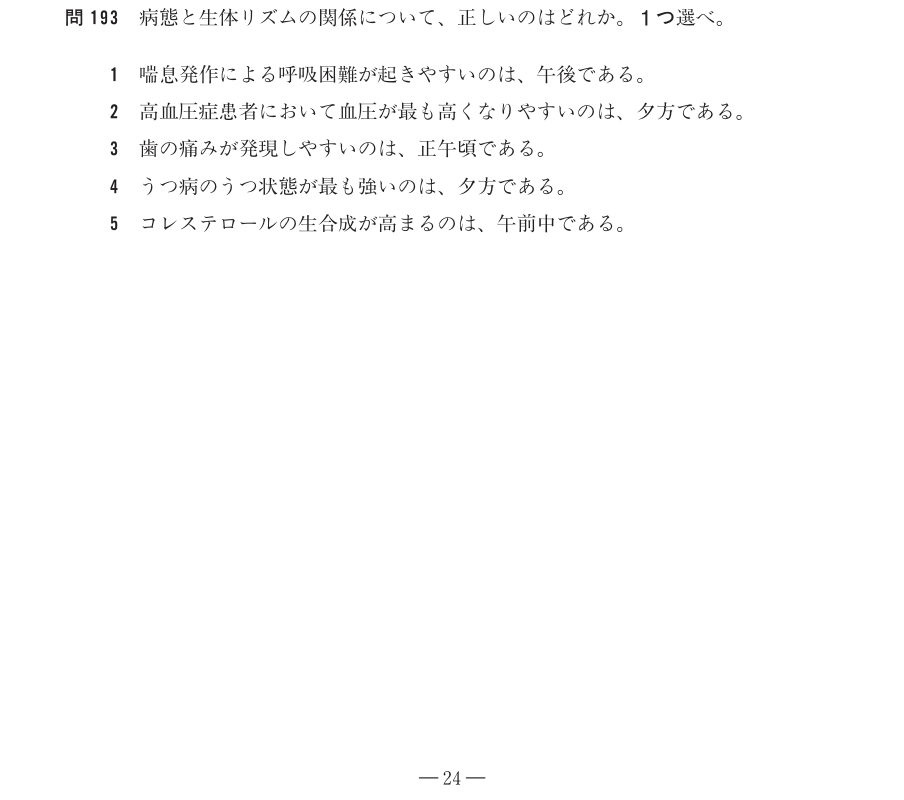 問193 病態と生体リズムの関係について、正しいのはどれか。1つ選べ。
1 喘息発作による呼吸困難が起きやすいのは、午後である。
2 高血圧症患者において血圧が最も高くなりやすいのは、夕方である。
3 歯の痛みが発現しやすいのは、正午頃である。
4 うつ病のうつ状態が最も強いのは、夕方である。
5 コレステロールの生合成が高まるのは、午前中である。
— 24 —